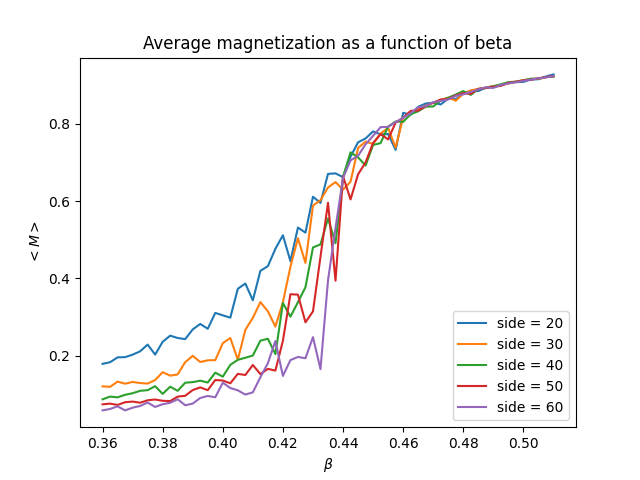 Average magnetization as a function of beta
< M >
0.8
0.6
0.4
0.2
0.36 0.38 0.40 0.42 0.44 0.46 0.48 0.50
β
side = 20
side = 30
side = 40
side = 50
side = 60